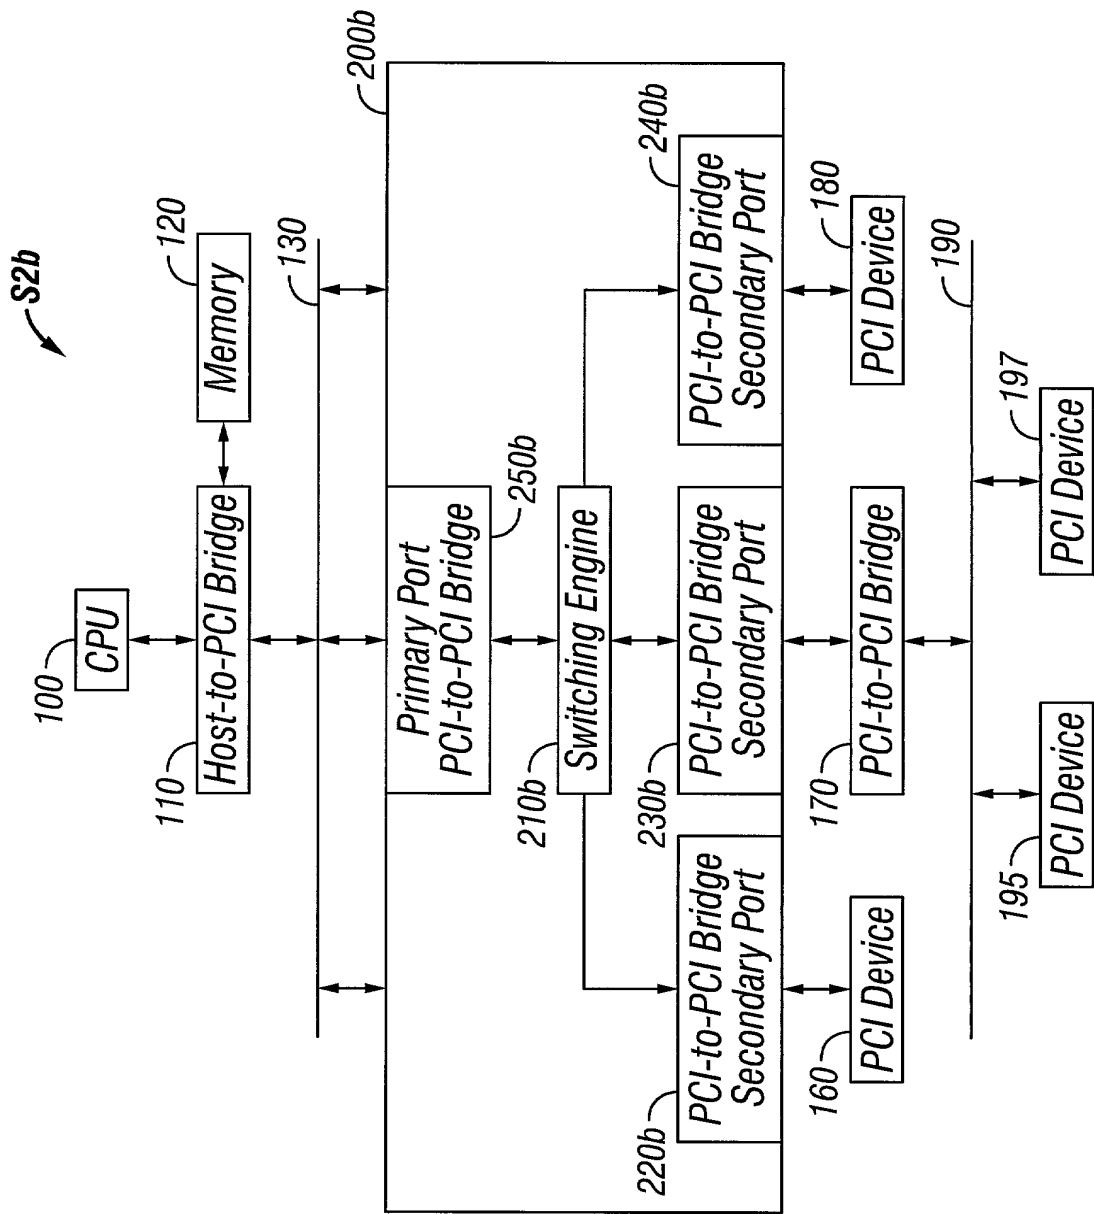 S2b
100
CPU
110
Host-to-PCI Bridge
120
Memory
130
200b
Primary Port
PCI-to-PCI Bridge
250b
210b
Switching Engine
220b
PCI-to-PCI Bridge
Secondary Port
230b
PCI-to-PCI Bridge
Secondary Port
240b
PCI-to-PCI Bridge
Secondary Port
160
PCI Device
170
PCI-to-PCI Bridge
180
PCI Device
190
195
PCI Device
197
PCI Device